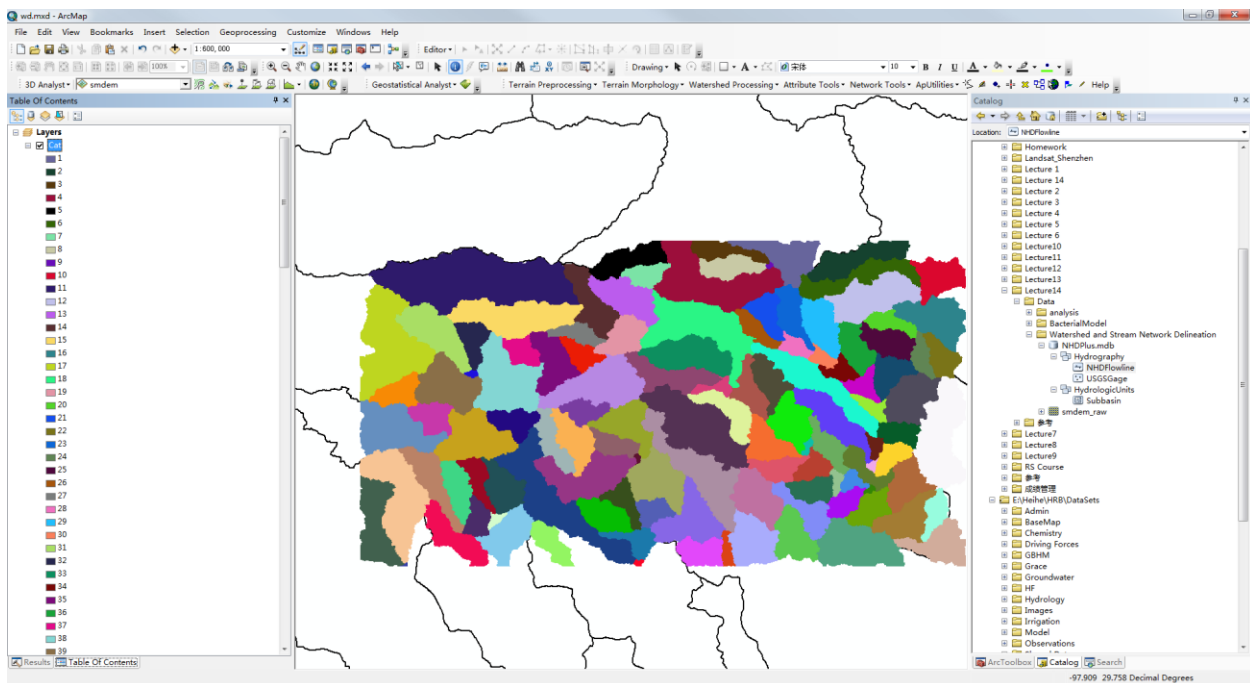 wd.mxd - ArcMap
File Edit View Bookmarks Insert Selection Geoprocessing Customize Windows Help
1:600,000 Editor
100% Drawing A 宋体 10 B I U A
3D Analyst smdem Geostatistical Analyst Terrain Preprocessing Terrain Morphology Watershed Processing Attribute Tools Network Tools ApUtilities Help
Table Of Contents
Layers
Cat
1
2
3
4
5
6
7
8
9
10
11
12
13
14
15
16
17
18
19
20
21
22
23
24
25
26
27
28
29
30
31
32
33
34
35
36
37
38
39
Results Table Of Contents
Catalog
Location: NHDFlowline
Homework
Landsat_Shenzhen
Lecture 1
Lecture 14
Lecture 2
Lecture 3
Lecture 4
Lecture 5
Lecture 6
Lecture10
Lecture11
Lecture12
Lecture13
Lecture14
Data
analysis
BacterialModel
Watershed and Stream Network Delineation
NHDPlus.mdb
Hydrography
NHDFlowline
USGSGage
HydrologicUnits
Subbasin
smdem_raw
参考
Lecture7
Lecture8
Lecture9
RS Course
参考
成绩管理
E:\Heihe\HRB\DataSets
Admin
BaseMap
Chemistry
Driving Forces
GBHM
Grace
Groundwater
HF
Hydrology
Images
Irrigation
Model
Observations
ArcToolbox Catalog Search
-97.909 29.758 Decimal Degrees